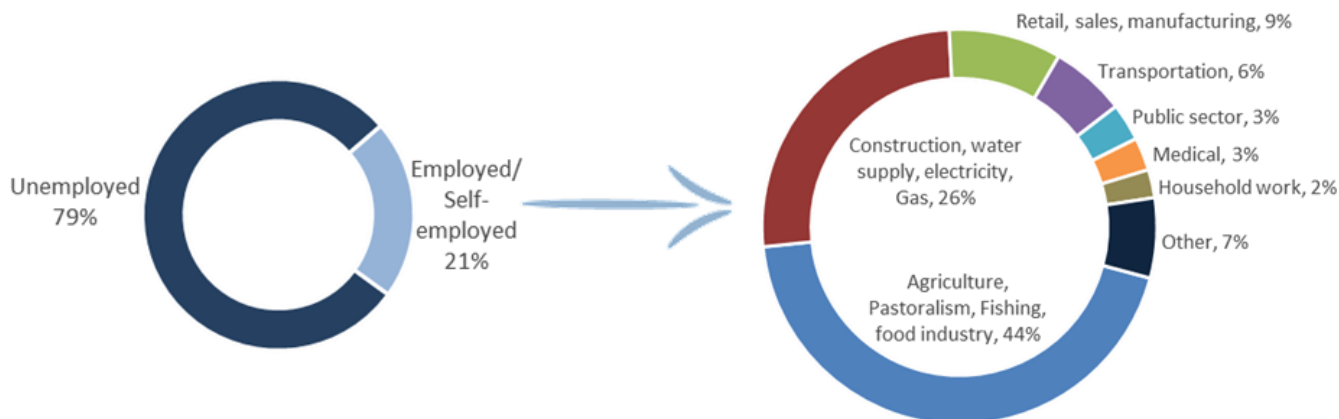 Unemployed
79%
Employed/
Self-
employed
21%
Retail, sales, manufacturing, 9%
Transportation, 6%
Public sector, 3%
Medical, 3%
Household work, 2%
Other, 7%
Construction, water
supply, electricity,
Gas, 26%
Agriculture,
Pastoralism, Fishing,
food industry, 44%